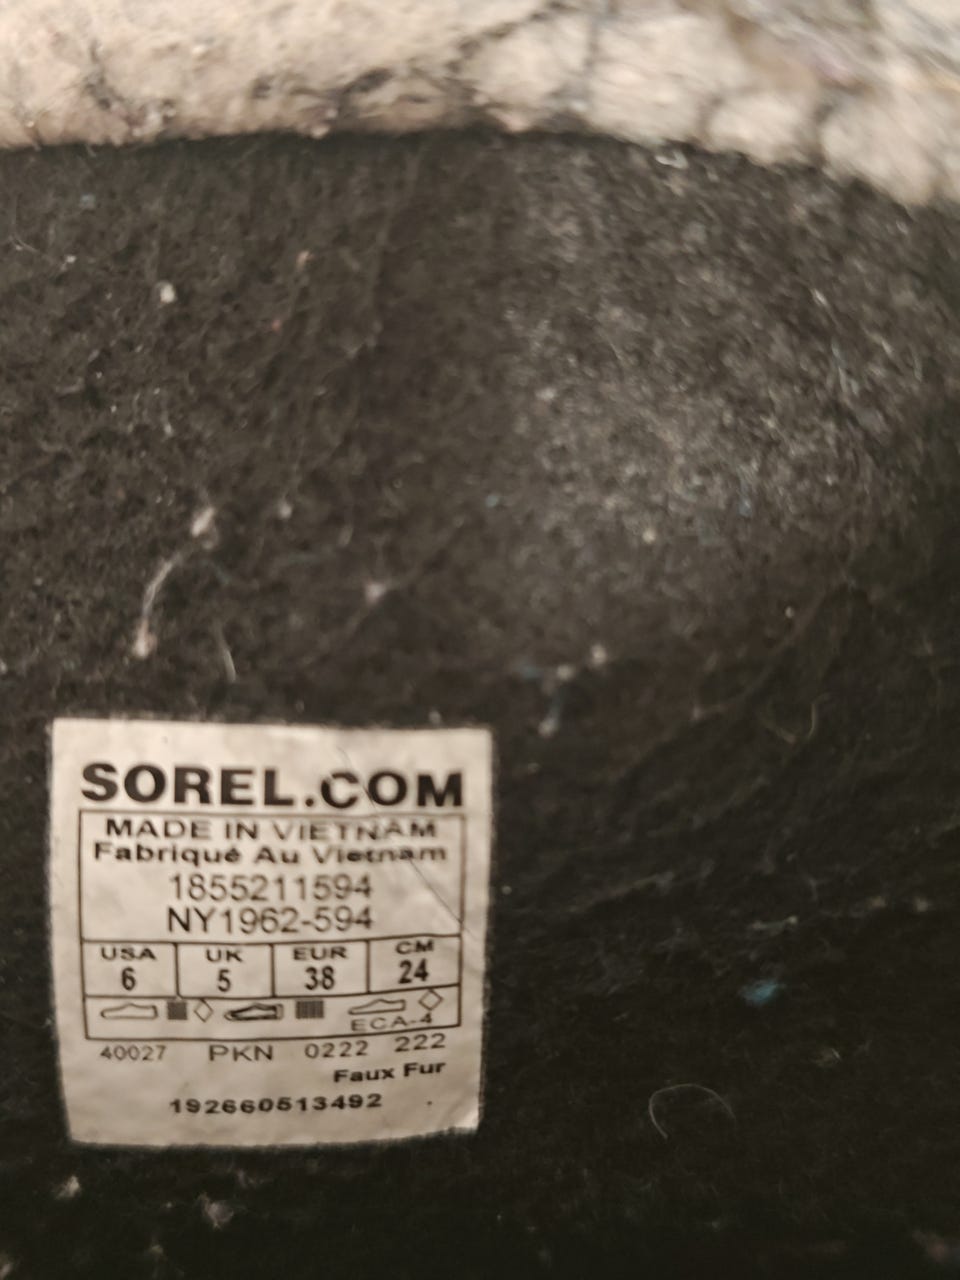 SOREL.COM
MADE IN VIETNAM
Fabriqué Au Vietnam
1855211594
NY1962-594
USA UK EUR CM
6 5 38 24
ECA-4
40027 PKN 0222 222
Faux Fur
192660513492